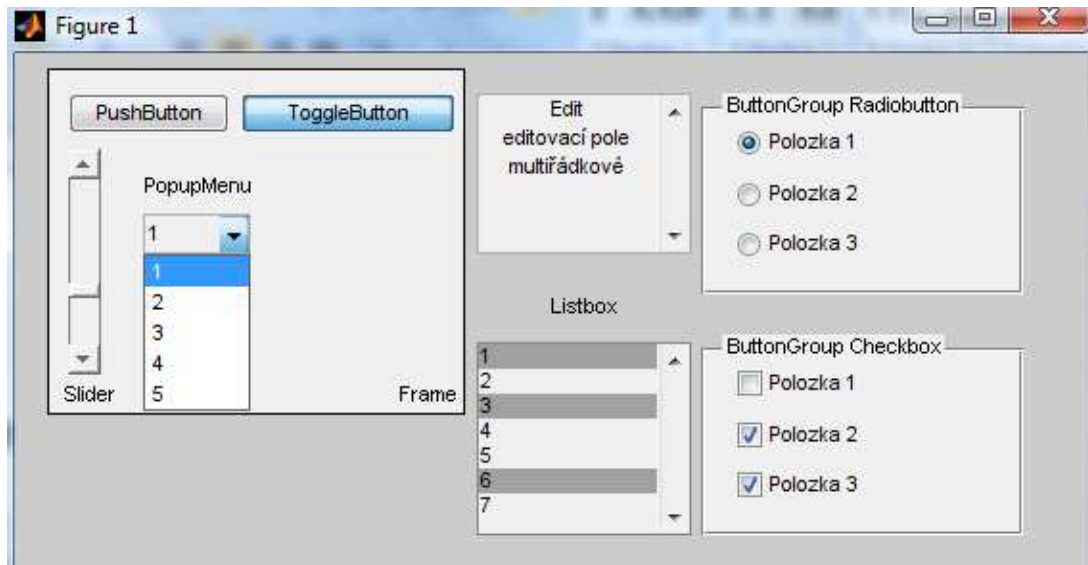 Figure 1
PushButton
ToggleButton
PopupMenu
1
1
2
3
4
5
Slider
Frame
Edit
editovací pole
multiřádkové
Listbox
1
2
3
4
5
6
7
ButtonGroup Radiobutton
Polozka 1
Polozka 2
Polozka 3
ButtonGroup Checkbox
Polozka 1
Polozka 2
Polozka 3